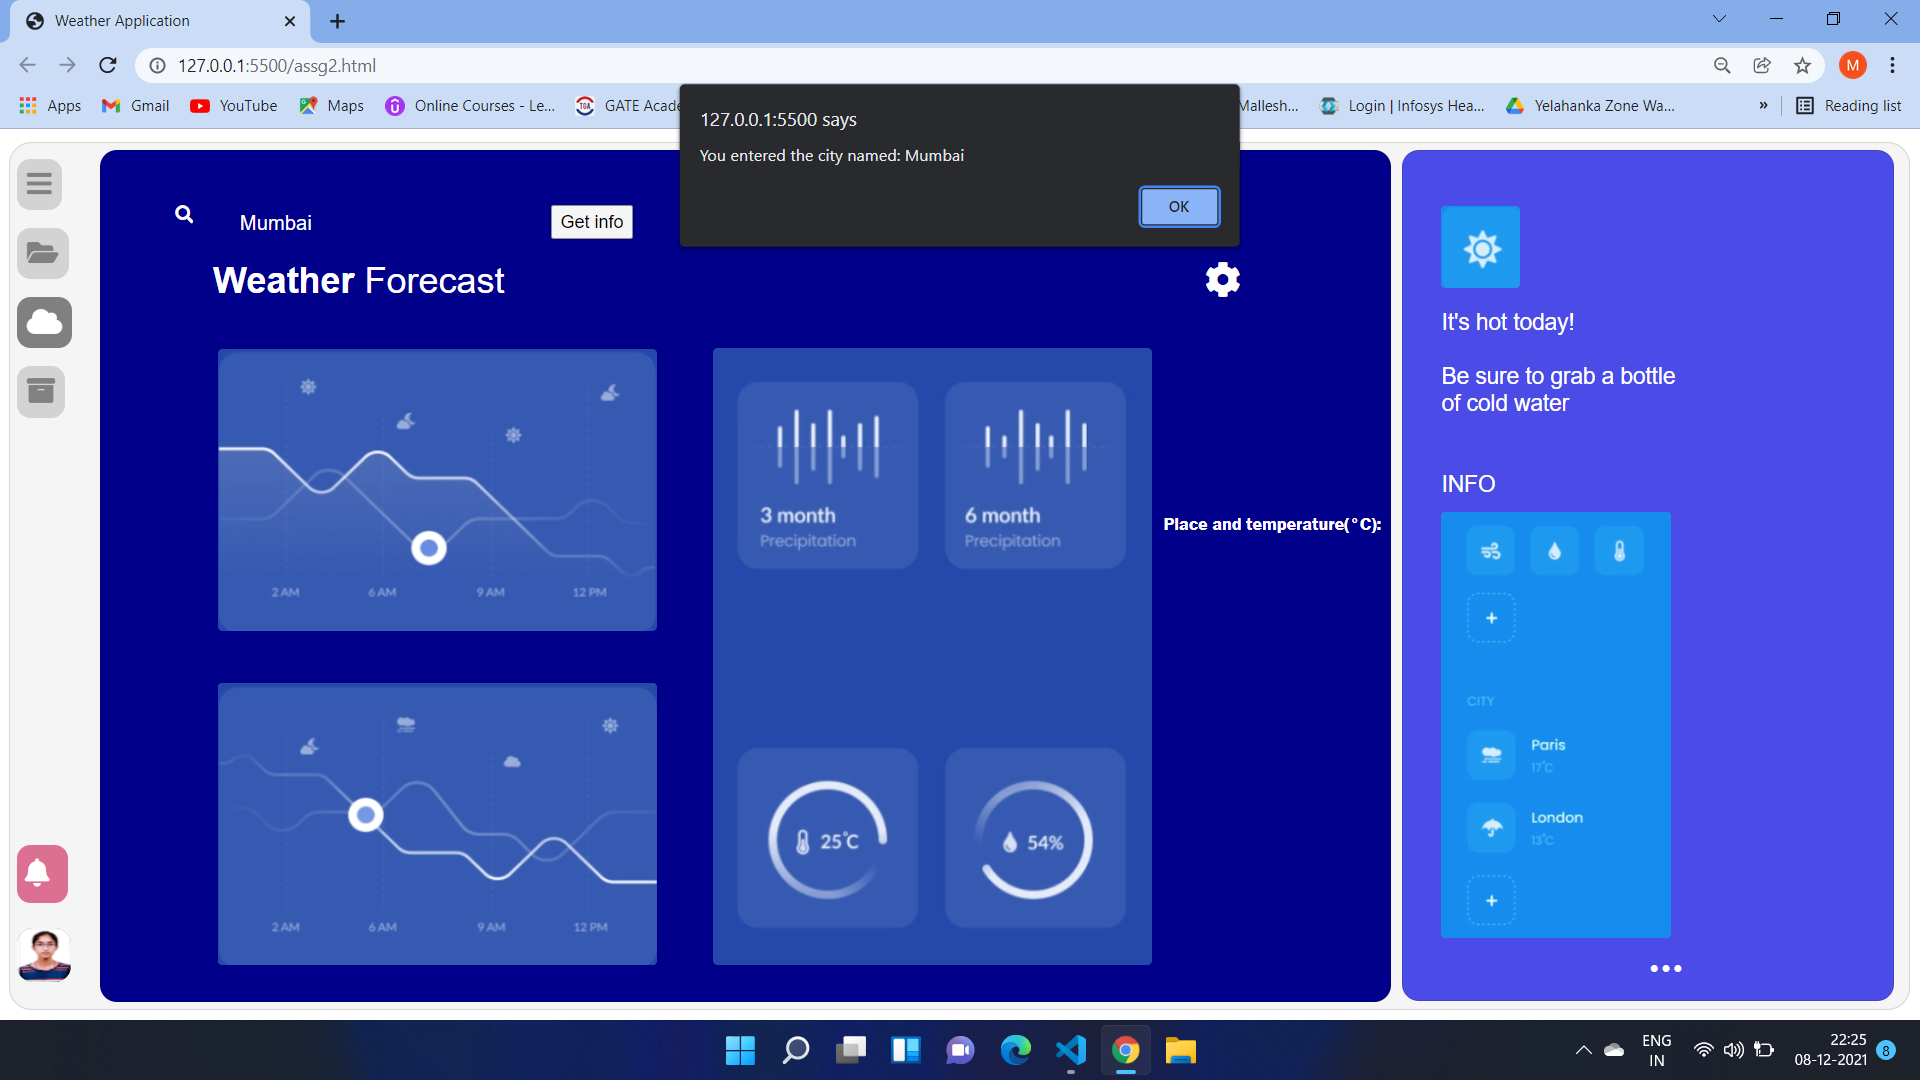 Weather Application
127.0.0.1:5500/assg2.html
M
Apps
Gmail
YouTube
Maps
Online Courses - Le...
GATE Acade
Mallesh...
Login | Infosys Hea...
Yelahanka Zone Wa...
»
Reading list
127.0.0.1:5500 says
You entered the city named: Mumbai
OK
Mumbai
Get info
Weather Forecast
2 AM
6 AM
9 AM
12 PM
2 AM
6 AM
9 AM
12 PM
3 month
Precipitation
6 month
Precipitation
25°C
54%
Place and temperature(°C):
It's hot today!
Be sure to grab a bottle
of cold water
INFO
CITY
Paris
17°C
London
13°C
ENG
IN
22:25
08-12-2021
8